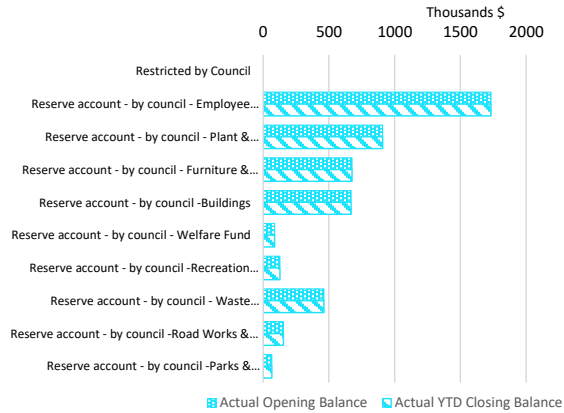 Thousands $
0 500 1000 1500 2000
Restricted by Council
Reserve account - by council - Employee...
Reserve account - by council - Plant &...
Reserve account - by council - Furniture &...
Reserve account - by council -Buildings
Reserve account - by council - Welfare Fund
Reserve account - by council -Recreation...
Reserve account - by council - Waste...
Reserve account - by council -Road Works &...
Reserve account - by council -Parks &...
Actual Opening Balance Actual YTD Closing Balance